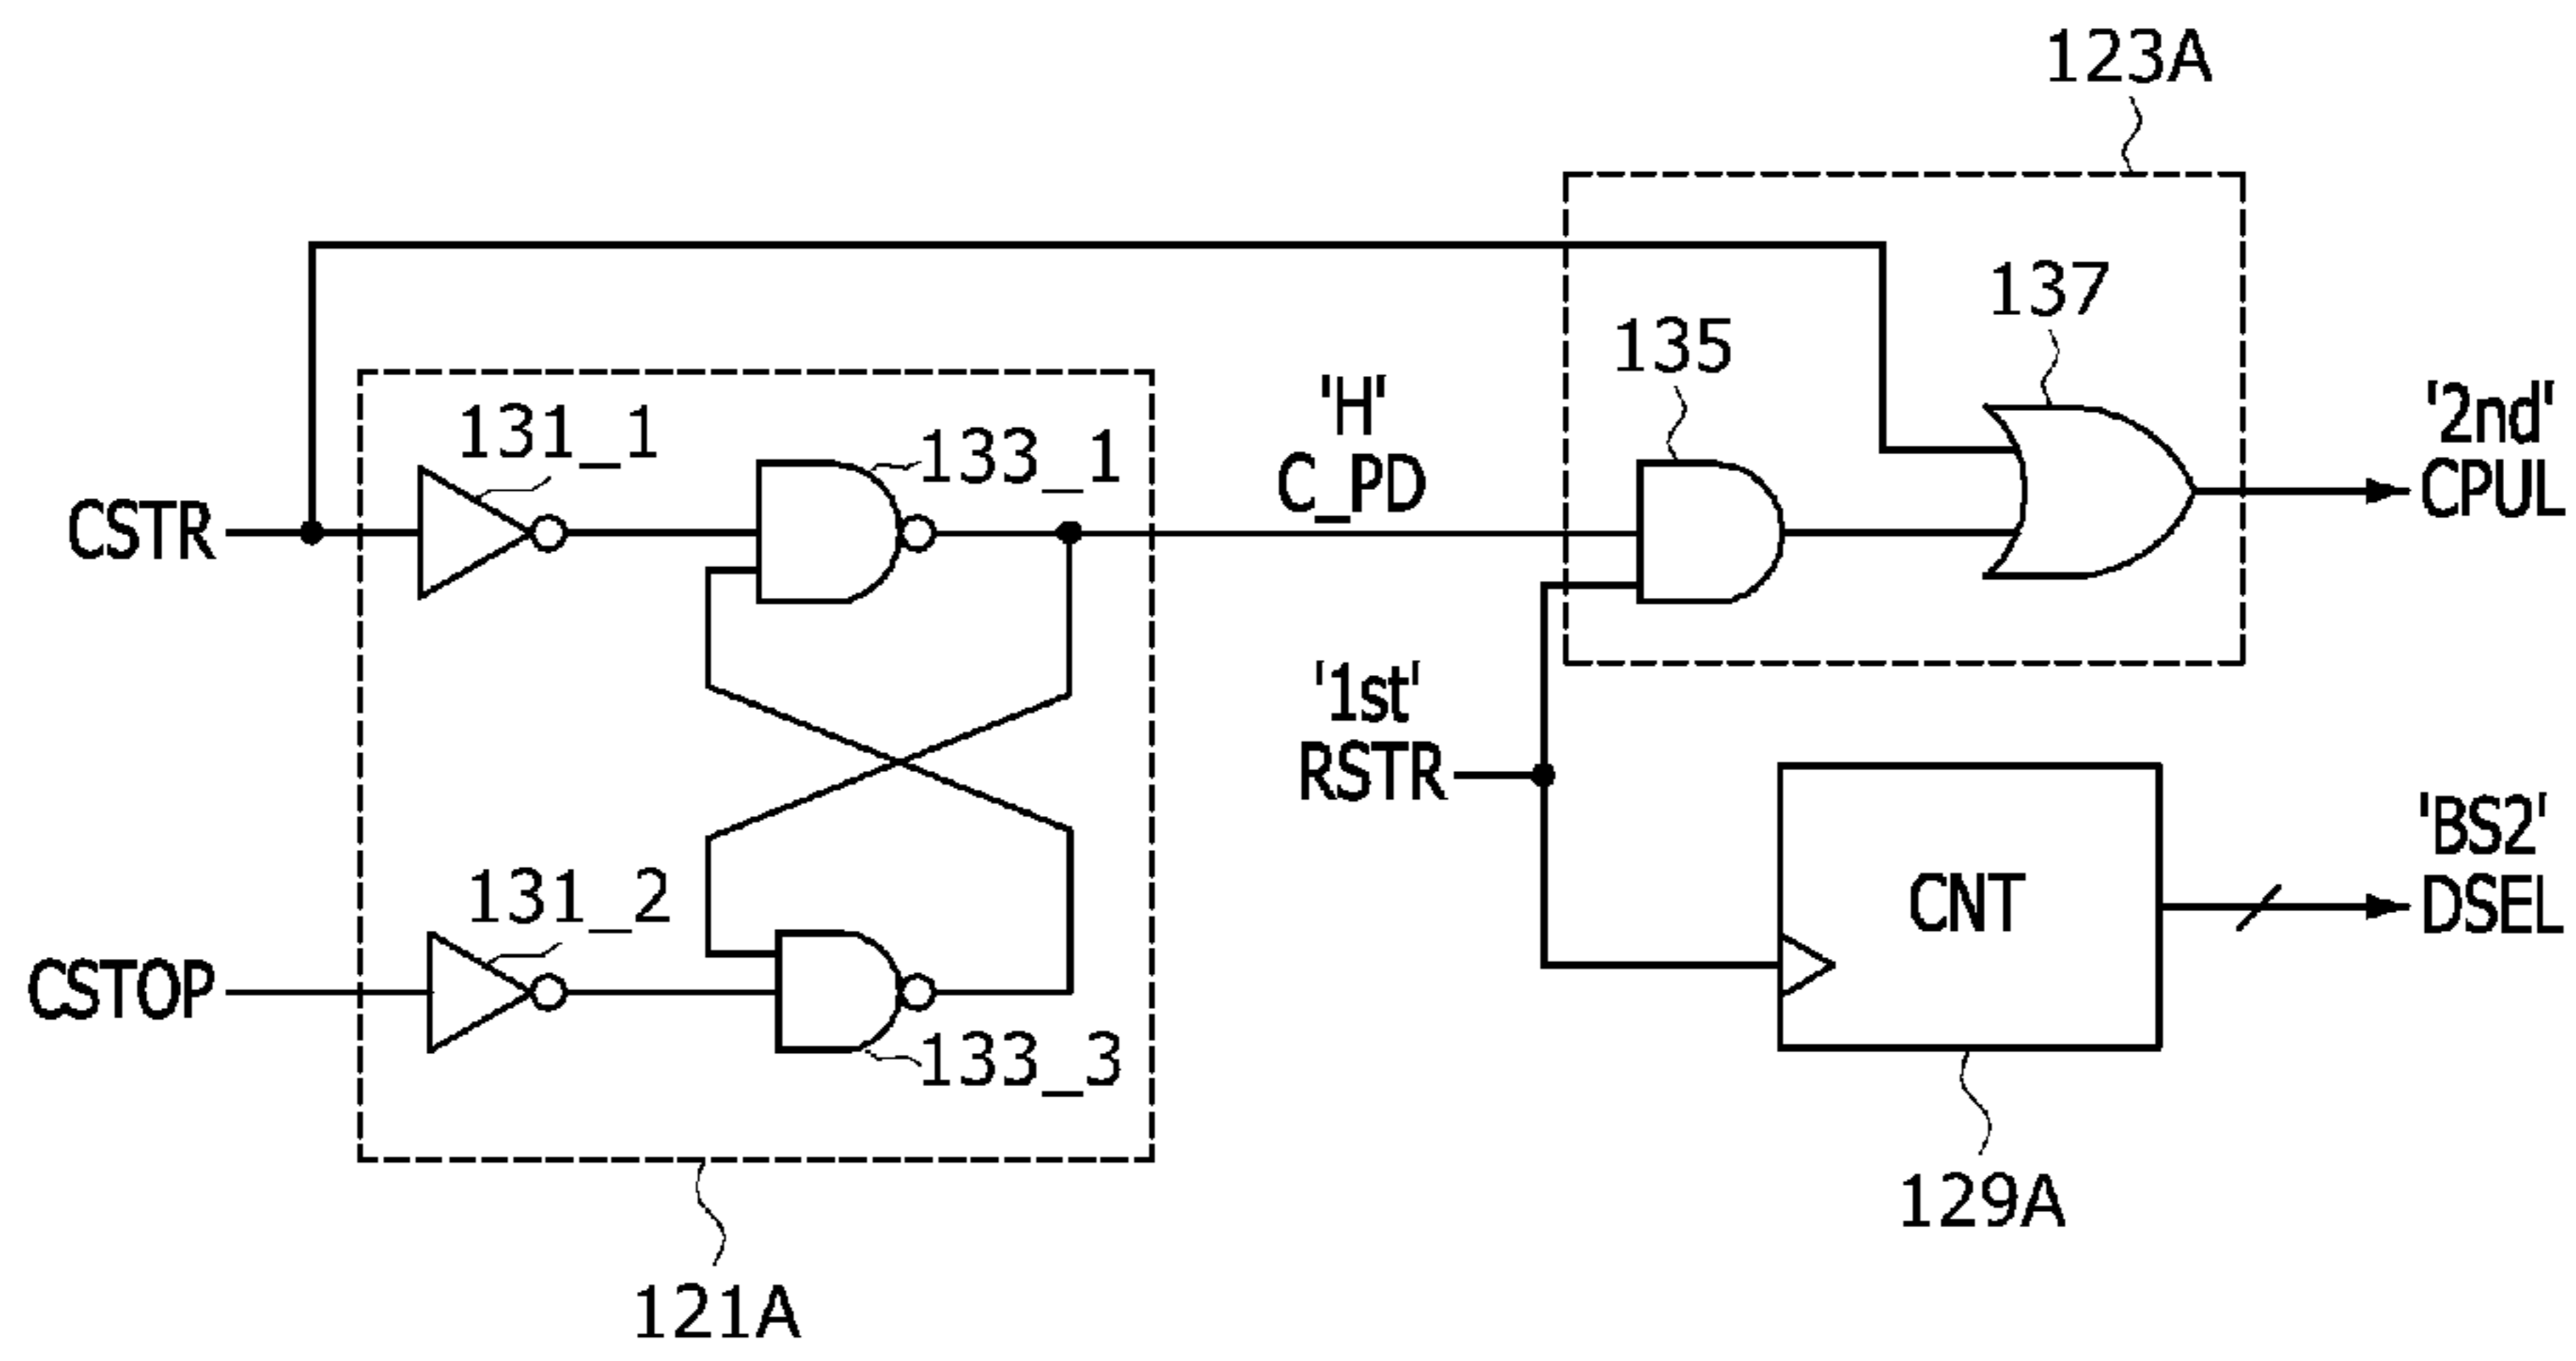 123A
137
135
'H'
C_PD
'2nd'
CPUL
131_1
133_1
CSTR
'1st'
RSTR
131_2
CNT
'BS2'
DSEL
CSTOP
133_3
129A
121A